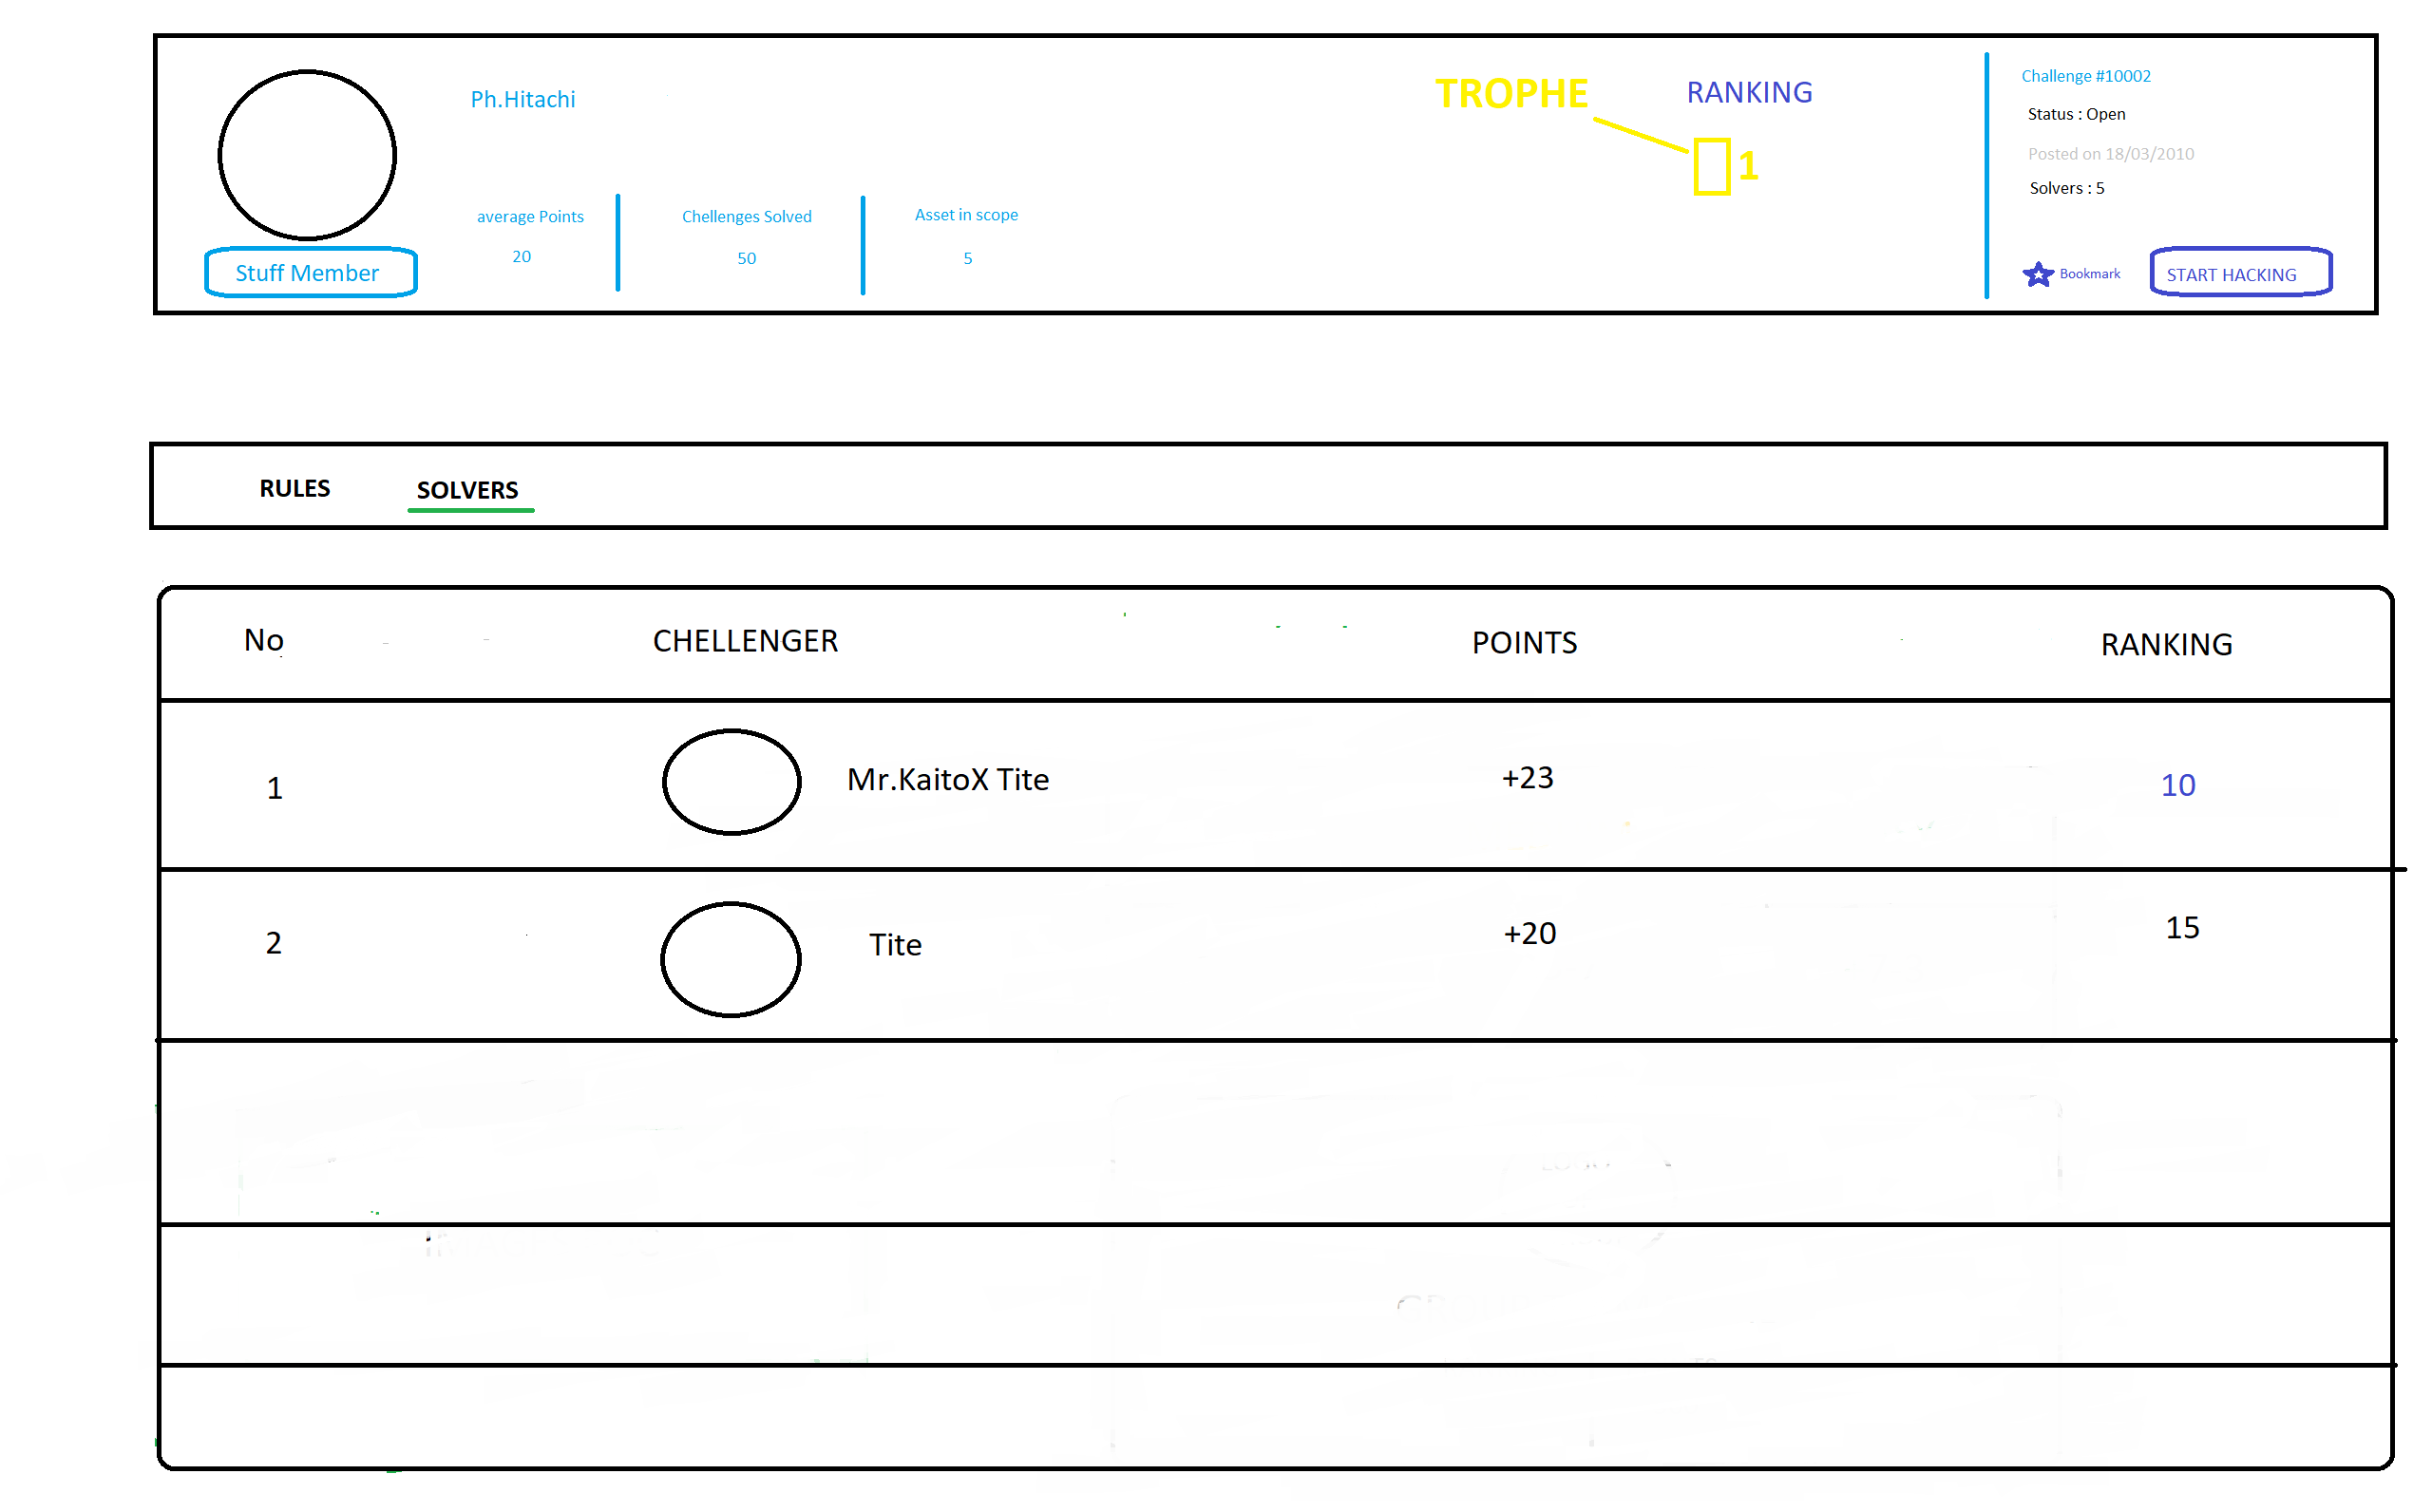 Ph.Hitachi
TROPHE
RANKING
1
Challenge #10002
Status : Open
Posted on 18/03/2010
Solvers : 5
average Points
20
Chellenges Solved
50
Asset in scope
5
Stuff Member
Bookmark
START HACKING
RULES
SOLVERS
No CHELLENGER POINTS RANKING
1 Mr.KaitoX Tite +23 10
2 Tite +20 15